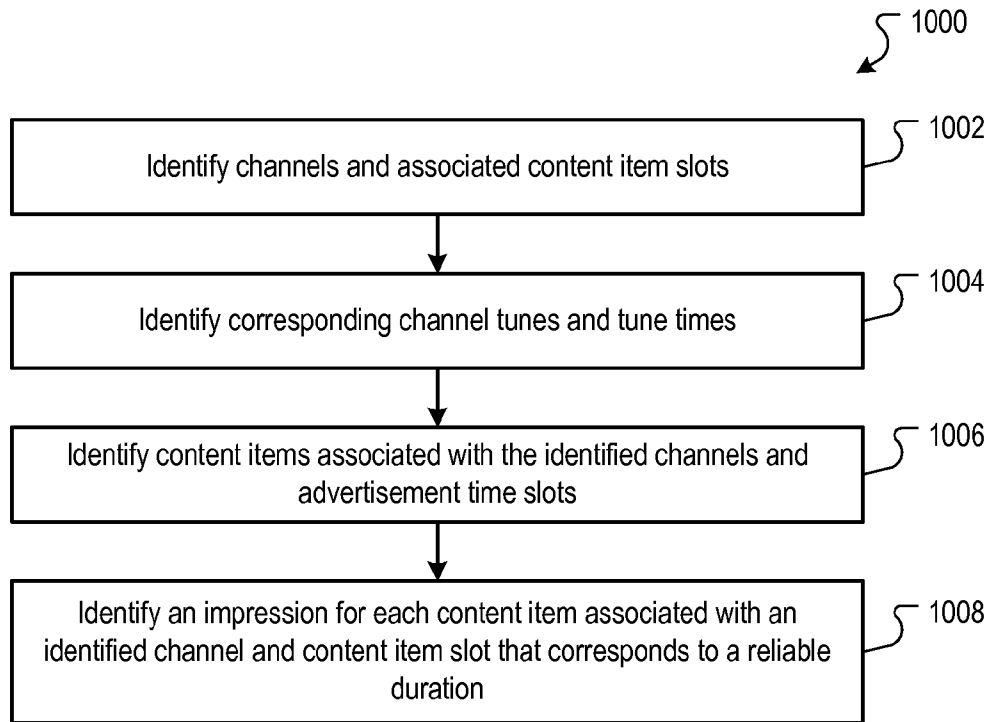 1000
Identify channels and associated content item slots
1002
Identify corresponding channel tunes and tune times
1004
Identify content items associated with the identified channels and
advertisement time slots
1006
Identify an impression for each content item associated with an
identified channel and content item slot that corresponds to a reliable
duration
1008